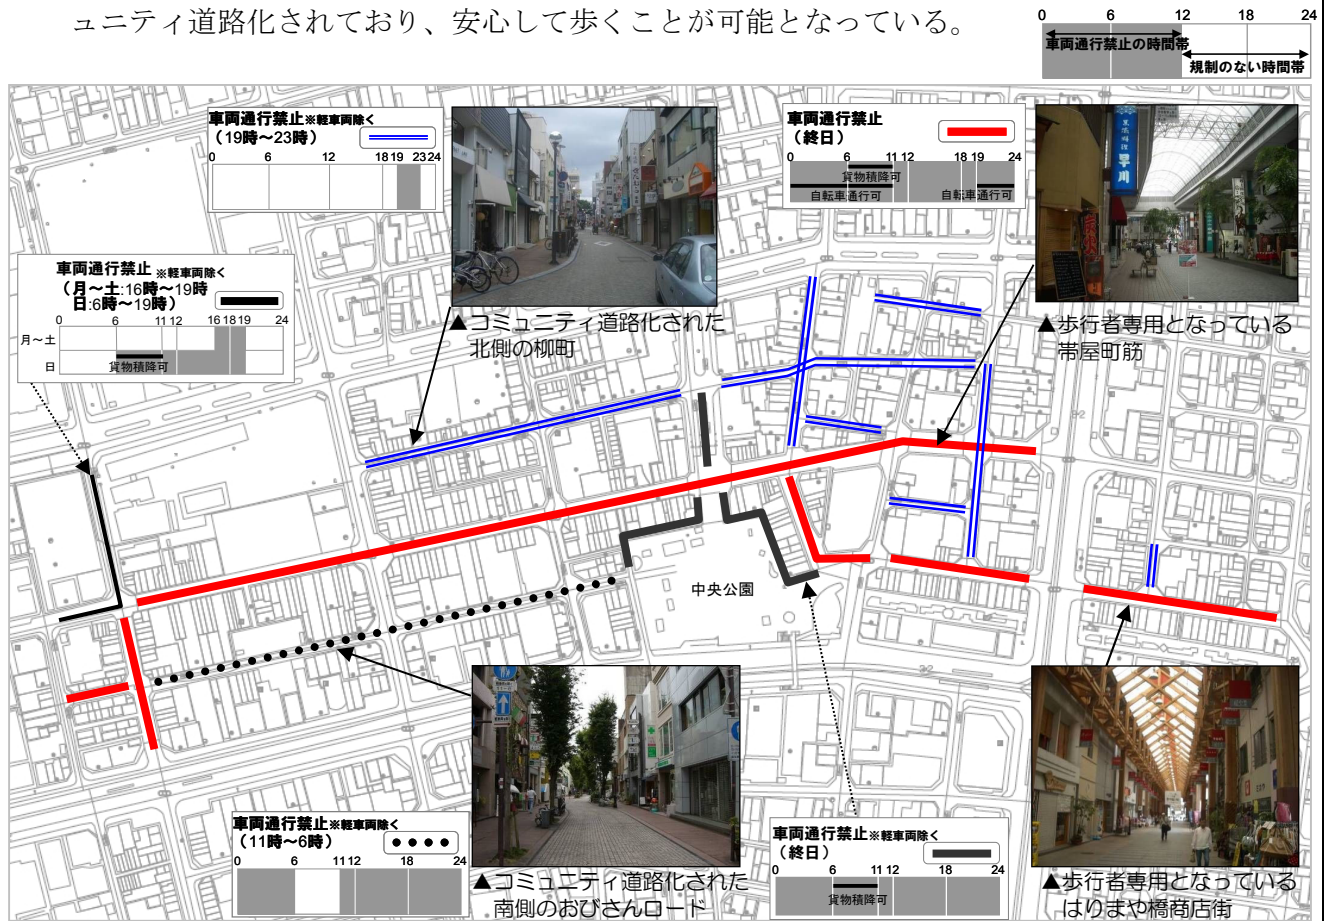 ュニティ道路化されており、安心して歩くことが可能となっている。
0 6 12 18 24
車両通行禁止の時間帯
規制のない時間帯
車両通行禁止※軽車両除く
（19時～23時）
0 6 12 18 19 23 24
車両通行禁止
（終日）
0 6 11 12 18 19 24
貨物積降可
自転車通行可 自転車通行可
早川
車両通行禁止 ※軽車両除く
（月～土:16時～19時
日:6時～19時）
0 6 11 12 16 18 19 24
月～土
日
貨物積降可
▲コミュニティ道路化された
北側の柳町
▲歩行者専用となっている
帯屋町筋
中央公園
車両通行禁止※軽車両除く
（11時～6時）
0 6 11 12 18 24
▲コミュニティ道路化された
南側のおびさんロード
車両通行禁止※軽車両除く
（終日）
0 6 11 12 18 24
貨物積降可
▲歩行者専用となっている
はりまや橋商店街